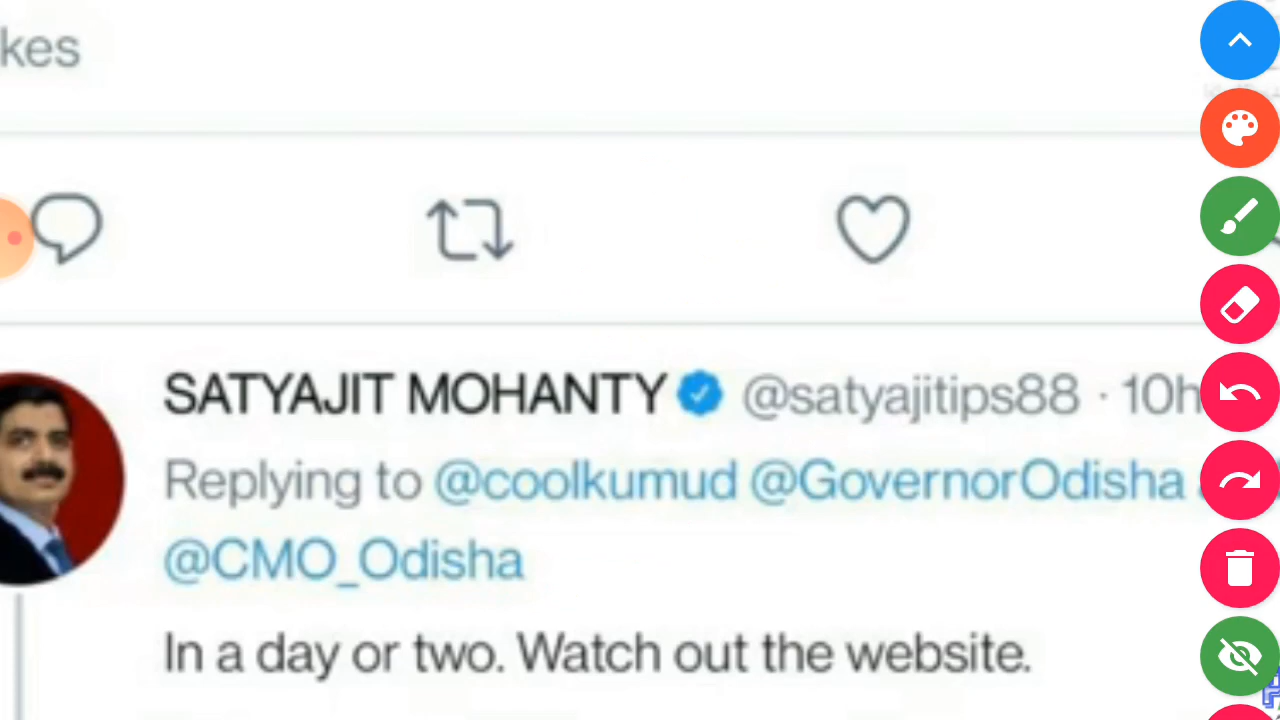 kes
SATYAJIT MOHANTY @satyajitips88 · 10h
Replying to @coolkumud @GovernorOdisha
@CMO_Odisha
In a day or two. Watch out the website.